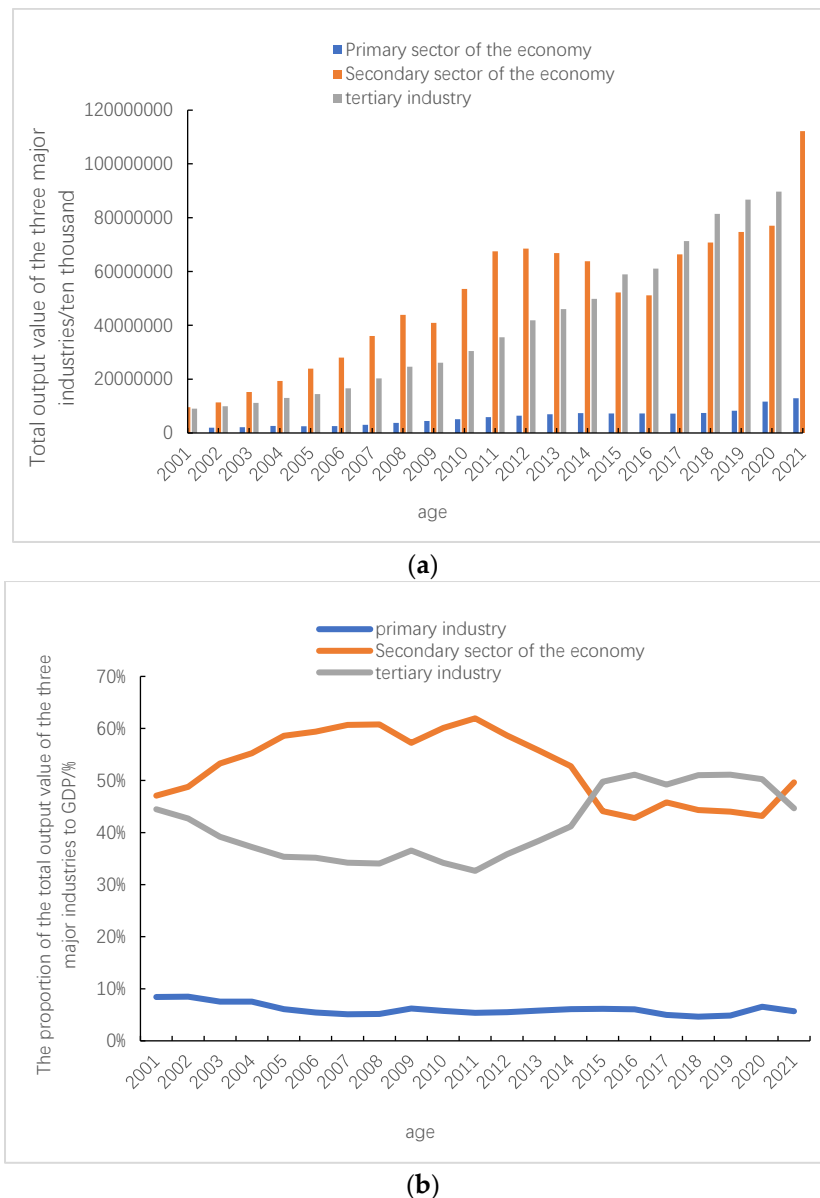 Primary sector of the economy
Secondary sector of the economy
tertiary industry
Total output value of the three major
industries/ten thousand
120000000
100000000
80000000
60000000
40000000
20000000
0
2001 2002 2003 2004 2005 2006 2007 2008 2009 2010 2011 2012 2013 2014 2015 2016 2017 2018 2019 2020 2021
age
(a)
primary industry
Secondary sector of the economy
tertiary industry
The proportion of the total output value of the three
major industries to GDP/%
70%
60%
50%
40%
30%
20%
10%
0%
2001 2002 2003 2004 2005 2006 2007 2008 2009 2010 2011 2012 2013 2014 2015 2016 2017 2018 2019 2020 2021
age
(b)